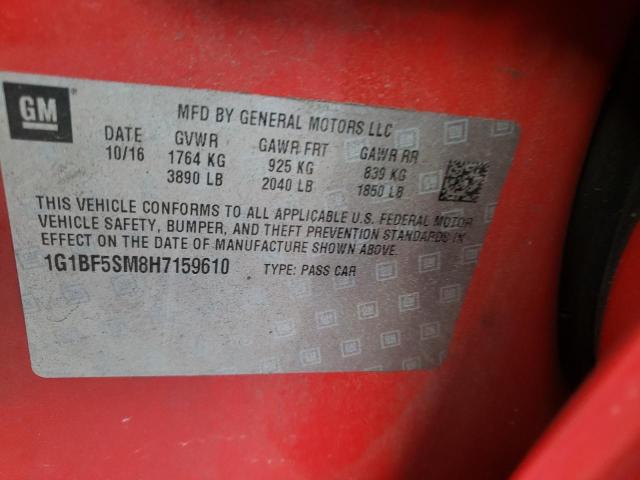 GM
MFD BY GENERAL MOTORS LLC
DATE GVWR GAWR FRT GAWR RR
10/16 1764 KG 925 KG 839 KG
3890 LB 2040 LB 1850 LB
THIS VEHICLE CONFORMS TO ALL APPLICABLE U.S. FEDERAL MOTOR
VEHICLE SAFETY, BUMPER, AND THEFT PREVENTION STANDARDS IN
EFFECT ON THE DATE OF MANUFACTURE SHOWN ABOVE.
1G1BF5SM8H7159610 TYPE: PASS CAR